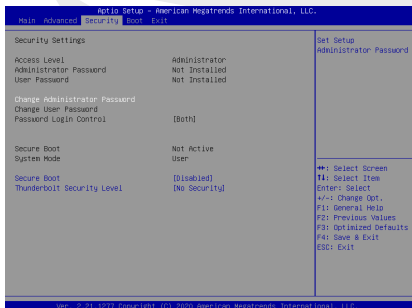 Aptio Setup - American Megatrends International, LLC.
Main Advanced Security Boot Exit
Security Settings
Access Level Administrator
Administrator Password Not Installed
User Password Not Installed
Change Administrator Password
Change User Password
Password Login Control [Both]
Secure Boot Not Active
System Mode User
Secure Boot [Disabled]
Thunderbolt Security Level [No Security]
Set Setup
Administrator Password
→←: Select Screen
↑↓: Select Item
Enter: Select
+/-: Change Opt.
F1: General Help
F2: Previous Values
F3: Optimized Defaults
F4: Save & Exit
ESC: Exit
Ver. 2.21.1277 Copyright (C) 2020 American Megatrends International, LLC.